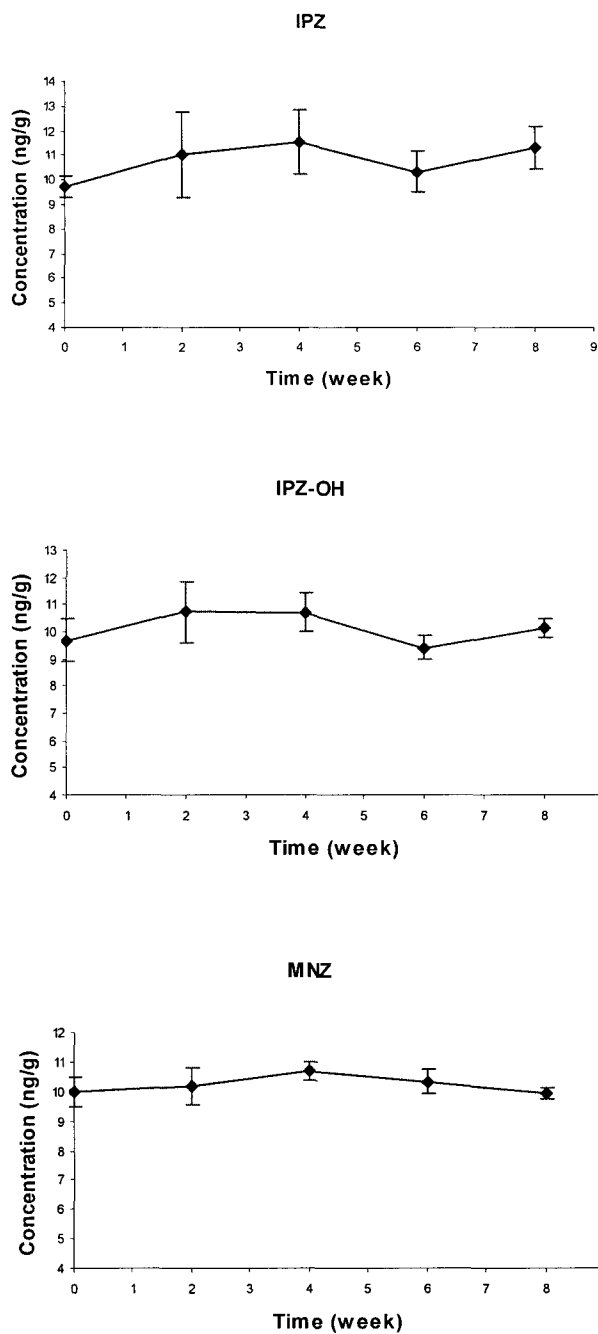 IPZ
Concentration (ng/g)
14
13
12
11
10
9
8
7
6
5
4
0 1 2 3 4 5 6 7 8 9
Time (week)
IPZ-OH
Concentration (ng/g)
13
12
11
10
9
8
7
6
5
4
0 1 2 3 4 5 6 7 8
Time (week)
MNZ
Concentration (ng/g)
12
11
10
9
8
7
6
5
4
0 1 2 3 4 5 6 7 8
Time (week)